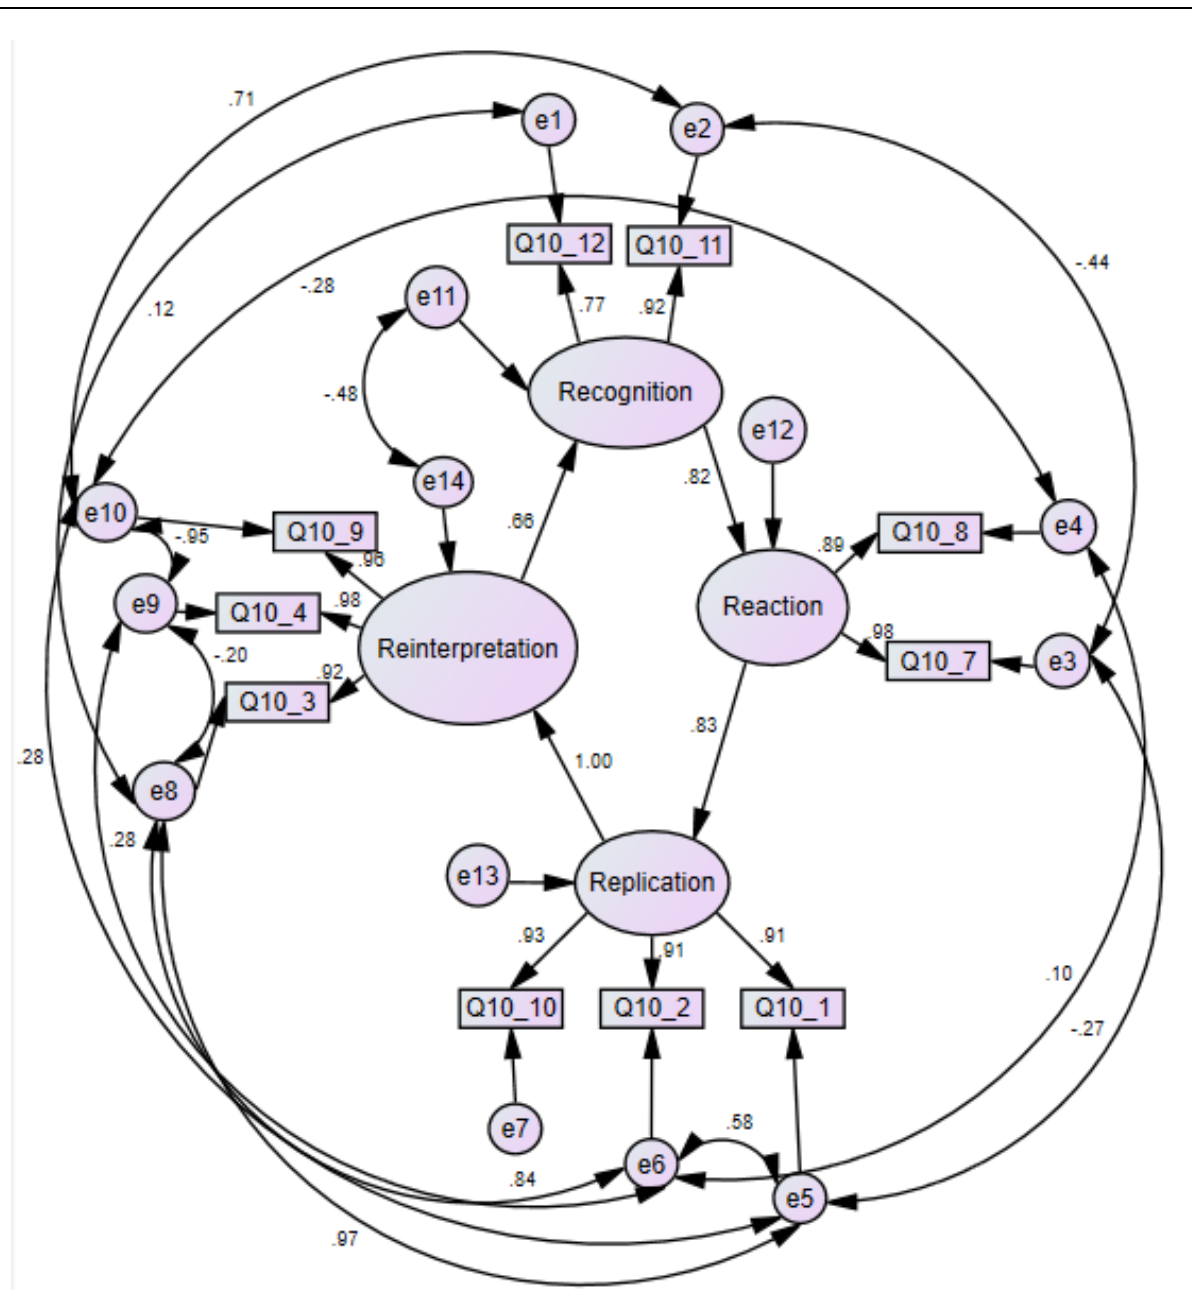 .71
e1
e2
Q10_12
Q10_11
-.44
-.28
e11
.12
.77
.92
-.48
Recognition
e12
e14
.82
e10
.66
Q10_9
-.95
.96
.89
Q10_8
e4
e9
Q10_4
.98
Reaction
-.20
Reinterpretation
.98
Q10_7
e3
.92
Q10_3
.83
.28
1.00
e8
.28
e13
Replication
.93
.91
.91
.10
Q10_10
Q10_2
Q10_1
-.27
e7
.58
e6
.84
e5
.97